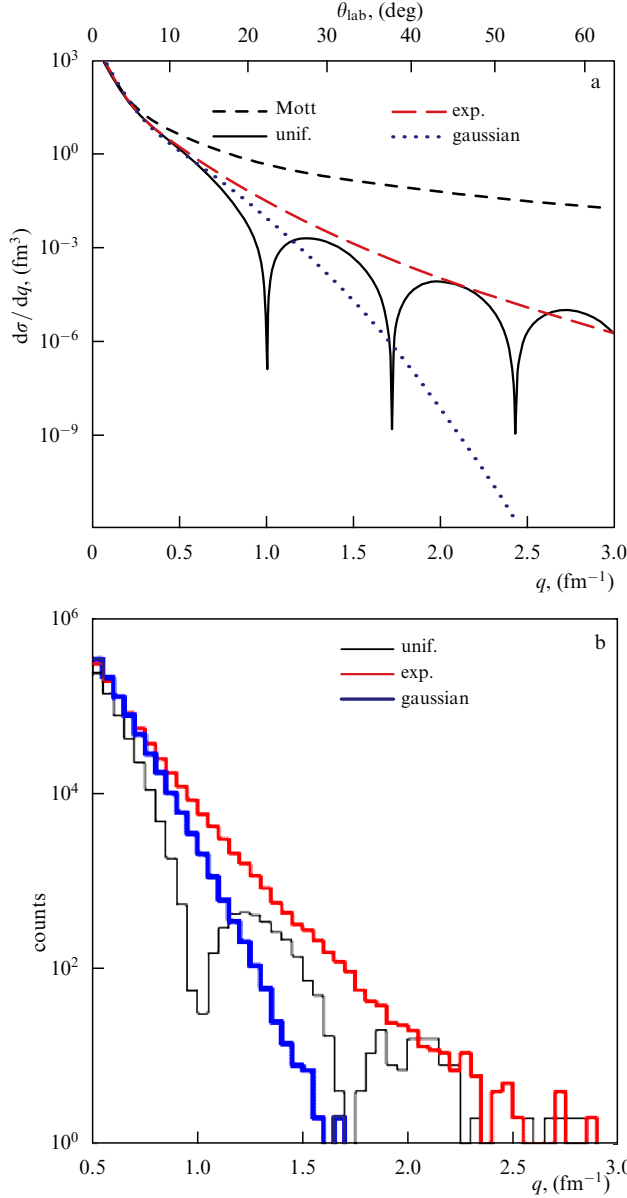 θlab, (deg)
0 10 20 30 40 50 60
10³ a
Mott exp.
unif. gaussian
10⁰
10⁻³
10⁻⁶
10⁻⁹
dσ/dq, (fm³)
0 0.5 1.0 1.5 2.0 2.5 3.0
q, (fm⁻¹)
10⁶ b
unif.
exp.
gaussian
10⁴
10²
10⁰
counts
0.5 1.0 1.5 2.0 2.5 3.0
q, (fm⁻¹)